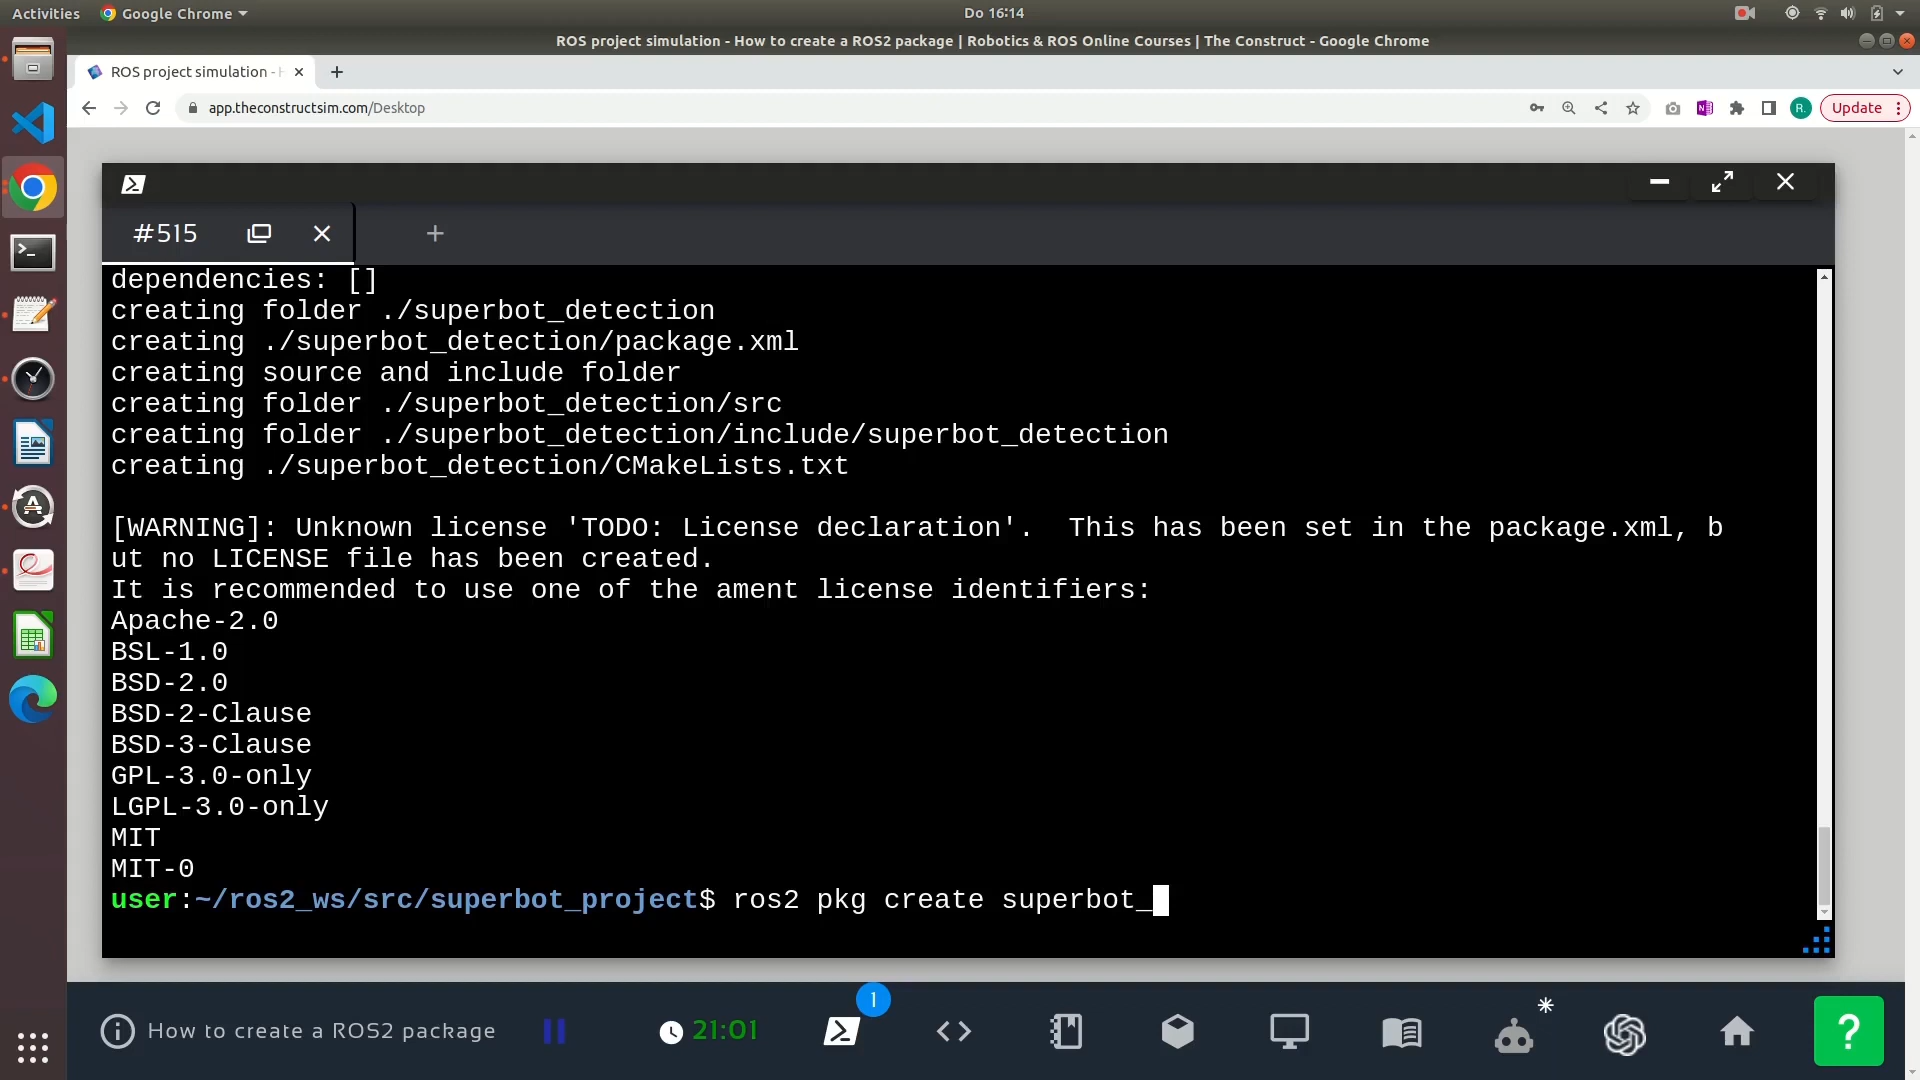 Activities
Google Chrome
Do 16:14
ROS project simulation - How to create a ROS2 package | Robotics & ROS Online Courses | The Construct - Google Chrome
ROS project simulation -
app.theconstructsim.com/Desktop
R.
Update
#515
dependencies: []
creating folder ./superbot_detection
creating ./superbot_detection/package.xml
creating source and include folder
creating folder ./superbot_detection/src
creating folder ./superbot_detection/include/superbot_detection
creating ./superbot_detection/CMakeLists.txt
[WARNING]: Unknown license 'TODO: License declaration'.  This has been set in the package.xml, b
ut no LICENSE file has been created.
It is recommended to use one of the ament license identifiers:
Apache-2.0
BSL-1.0
BSD-2.0
BSD-2-Clause
BSD-3-Clause
GPL-3.0-only
LGPL-3.0-only
MIT
MIT-0
user:~/ros2_ws/src/superbot_project$ ros2 pkg create superbot_
1
How to create a ROS2 package
21:01
?